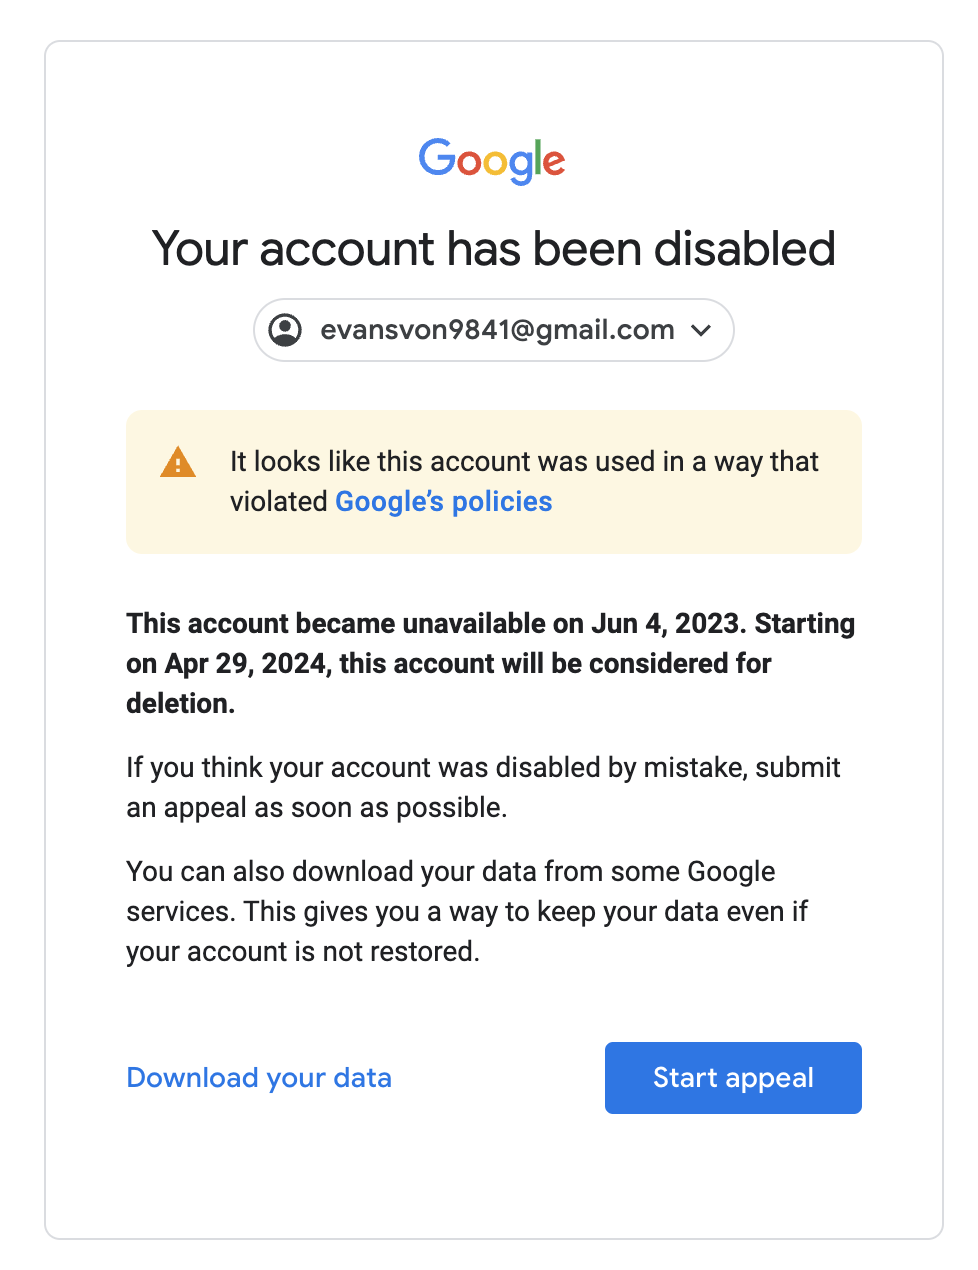 Google
Your account has been disabled
evansvon9841@gmail.com
It looks like this account was used in a way that
violated Google’s policies
This account became unavailable on Jun 4, 2023. Starting
on Apr 29, 2024, this account will be considered for
deletion.
If you think your account was disabled by mistake, submit
an appeal as soon as possible.
You can also download your data from some Google
services. This gives you a way to keep your data even if
your account is not restored.
Download your data
Start appeal